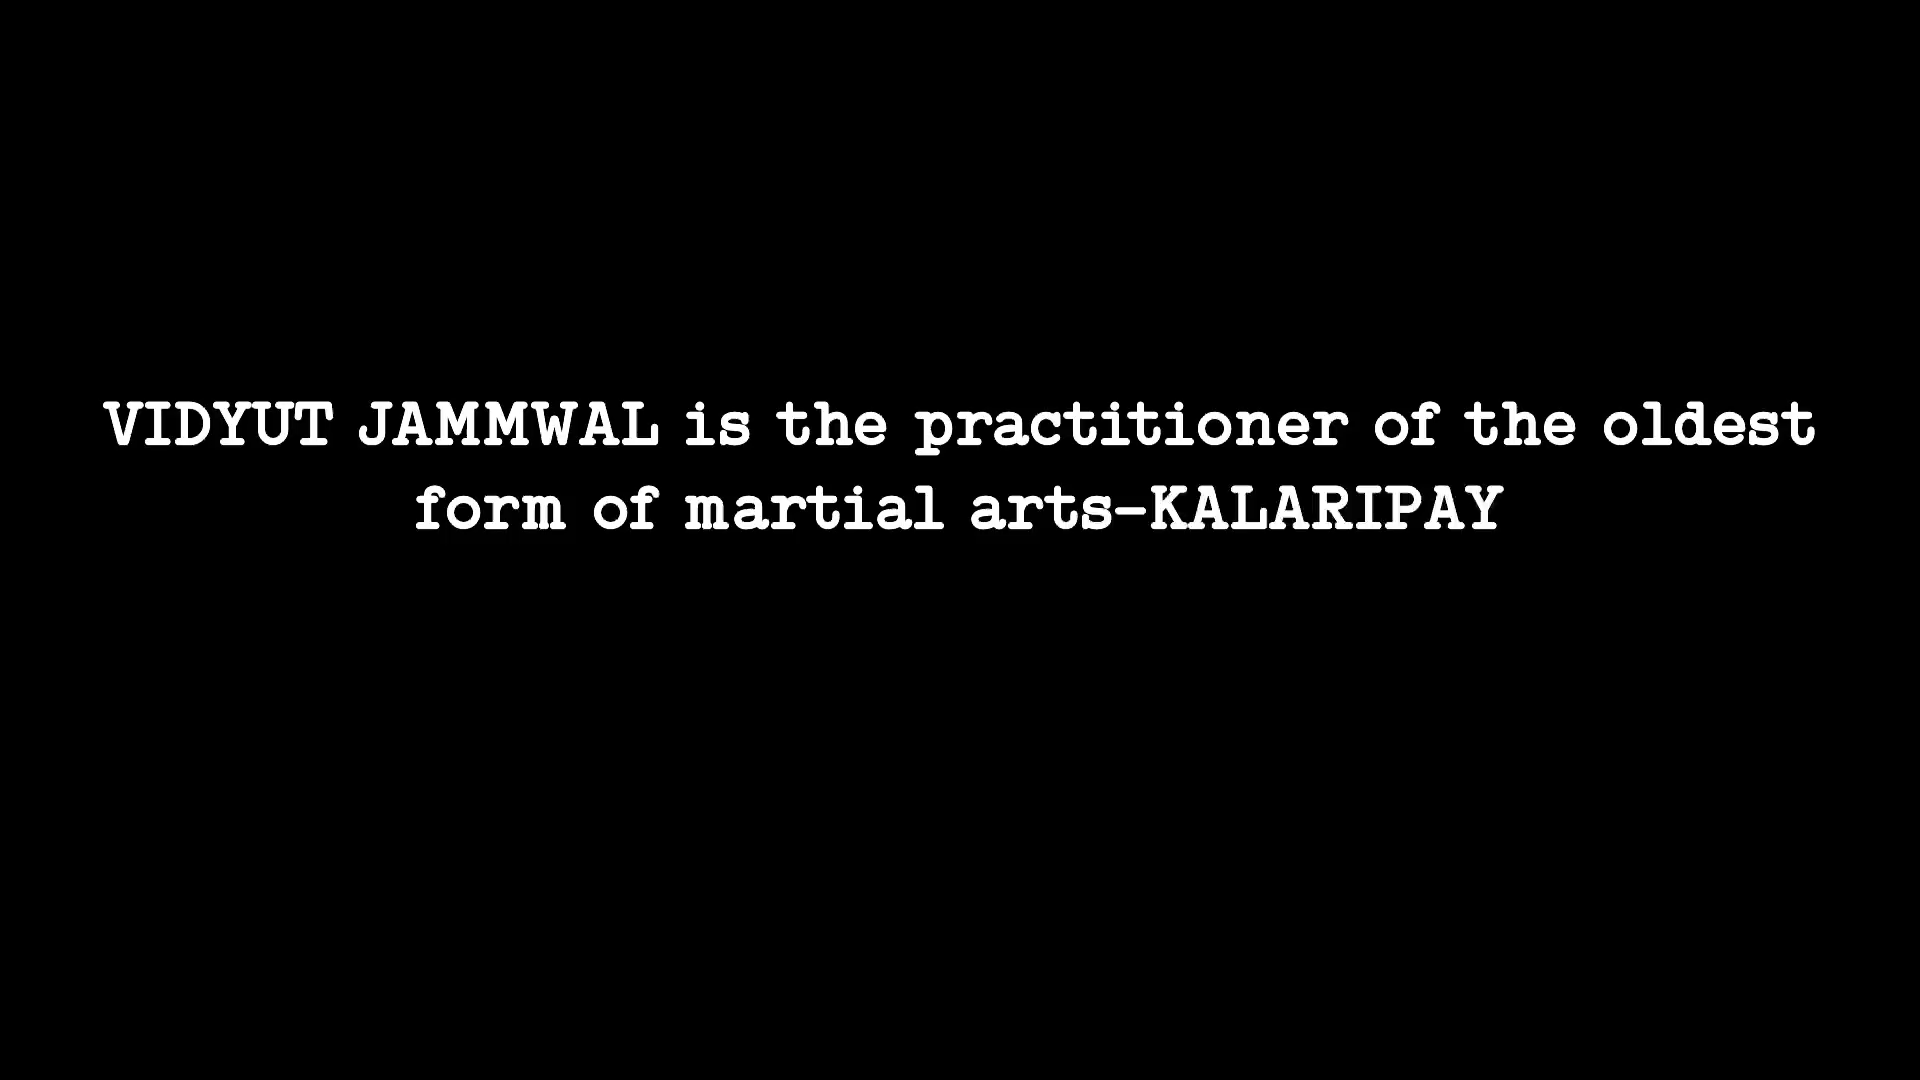 VIDYUT JAMMWAL is the practitioner of the oldest
form of martial arts-KALARIPAY